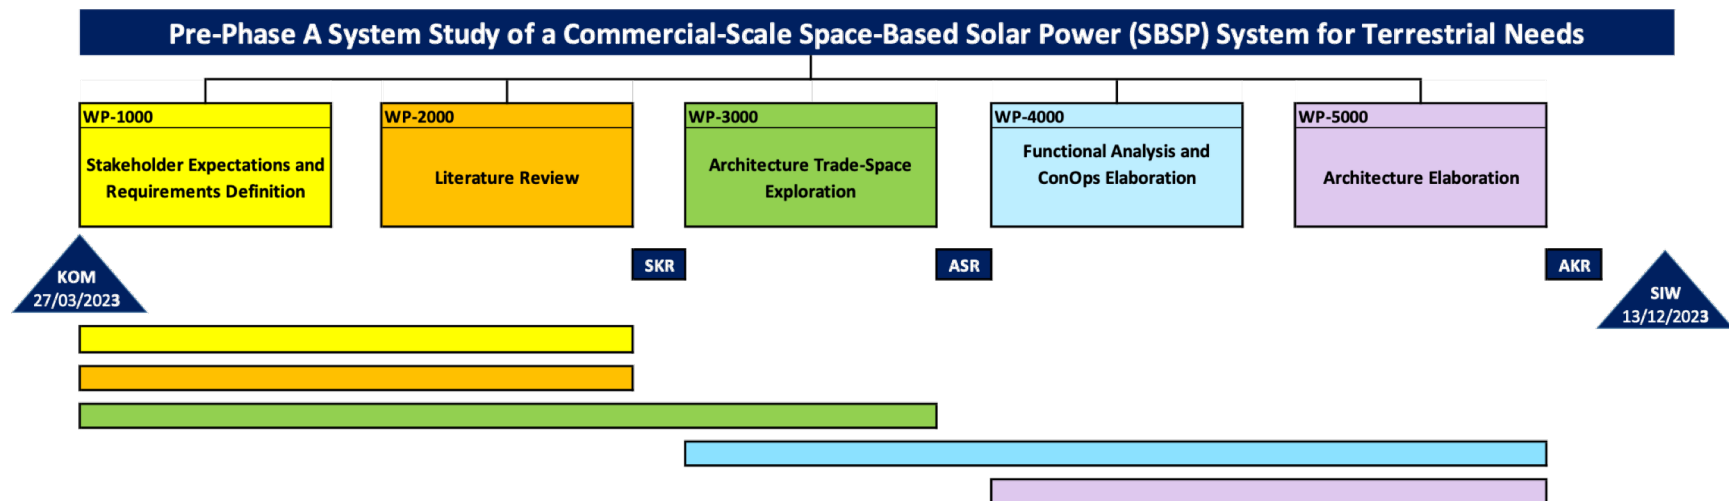 Pre-Phase A System Study of a Commercial-Scale Space-Based Solar Power (SBSP) System for Terrestrial Needs
WP-1000
Stakeholder Expectations and
Requirements Definition
WP-2000
Literature Review
WP-3000
Architecture Trade-Space
Exploration
WP-4000
Functional Analysis and
ConOps Elaboration
WP-5000
Architecture Elaboration
KOM
27/03/2023
SKR
ASR
AKR
SIW
13/12/2023